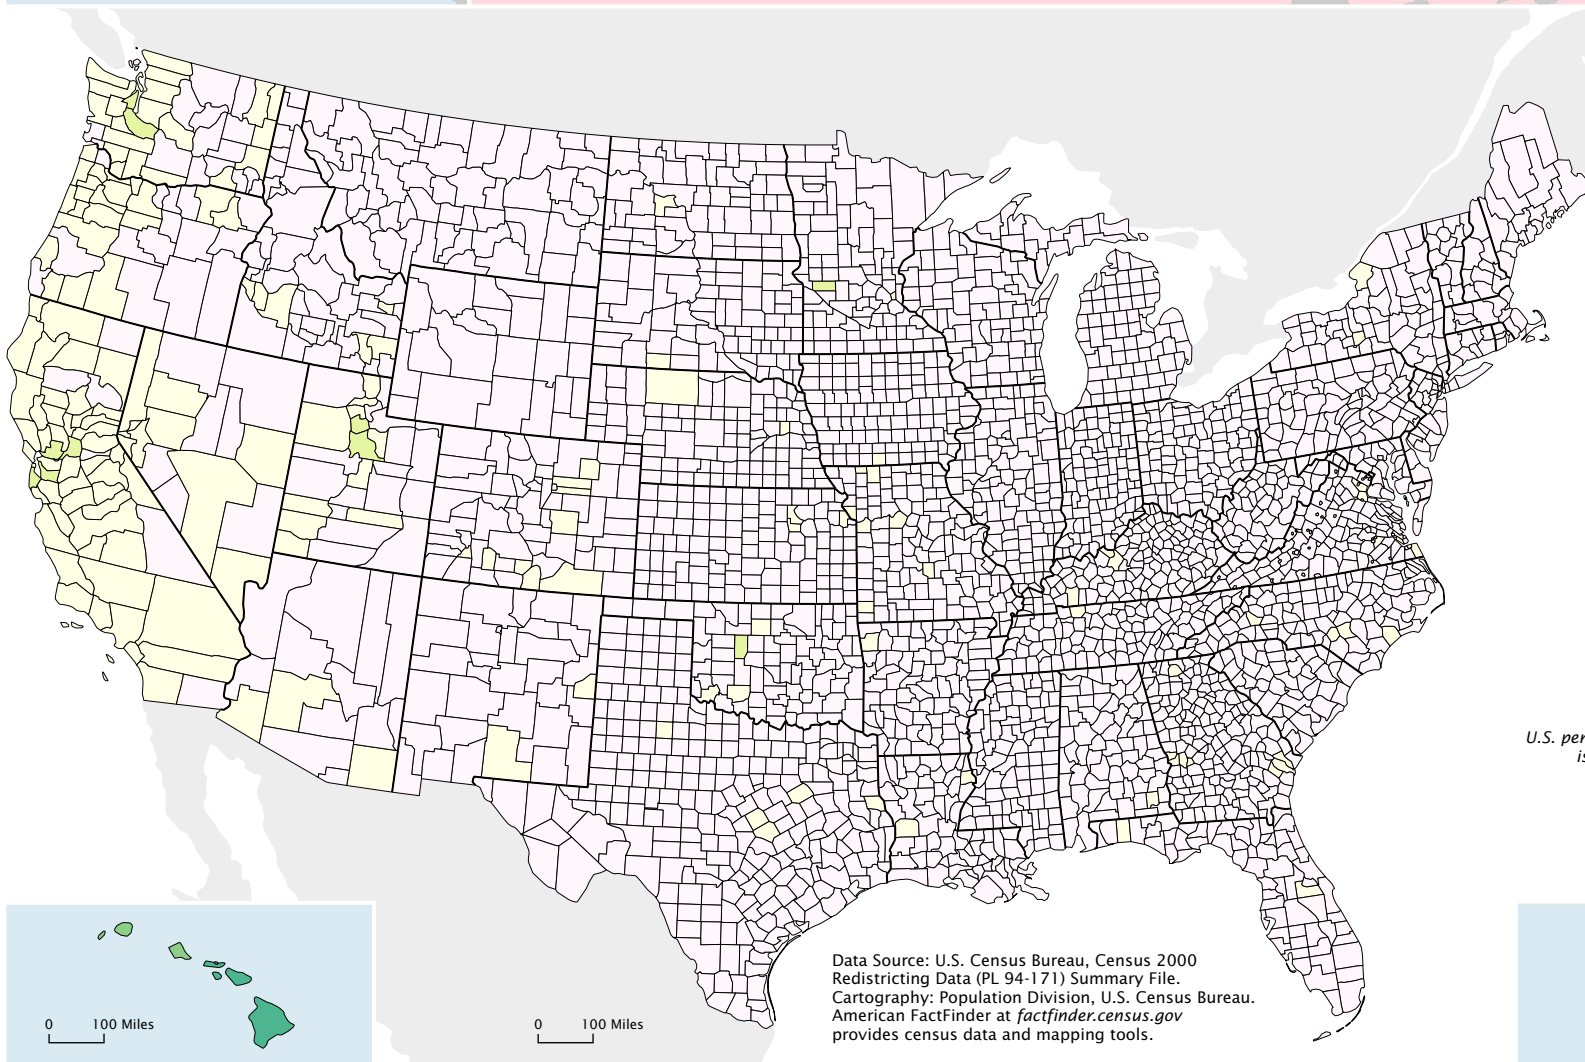 U.S. per
is
Data Source: U.S. Census Bureau, Census 2000
Redistricting Data (PL 94-171) Summary File.
Cartography: Population Division, U.S. Census Bureau.
American FactFinder at factfinder.census.gov
provides census data and mapping tools.
0 100 Miles
0 100 Miles